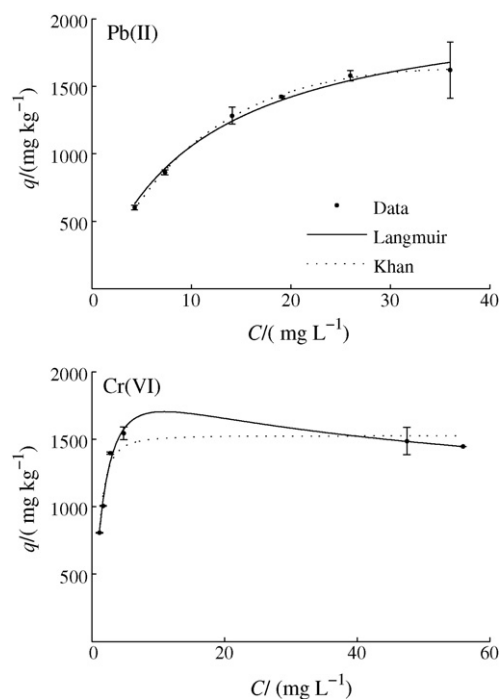 Pb(II)
2000
1500
1000
500
q/(mg kg⁻¹)
Data
Langmuir
Khan
0 10 20 30 40
C/( mg L⁻¹)
Cr(VI)
2000
1500
1000
500
q/( mg kg⁻¹)
0 20 40 60
C/ (mg L⁻¹)